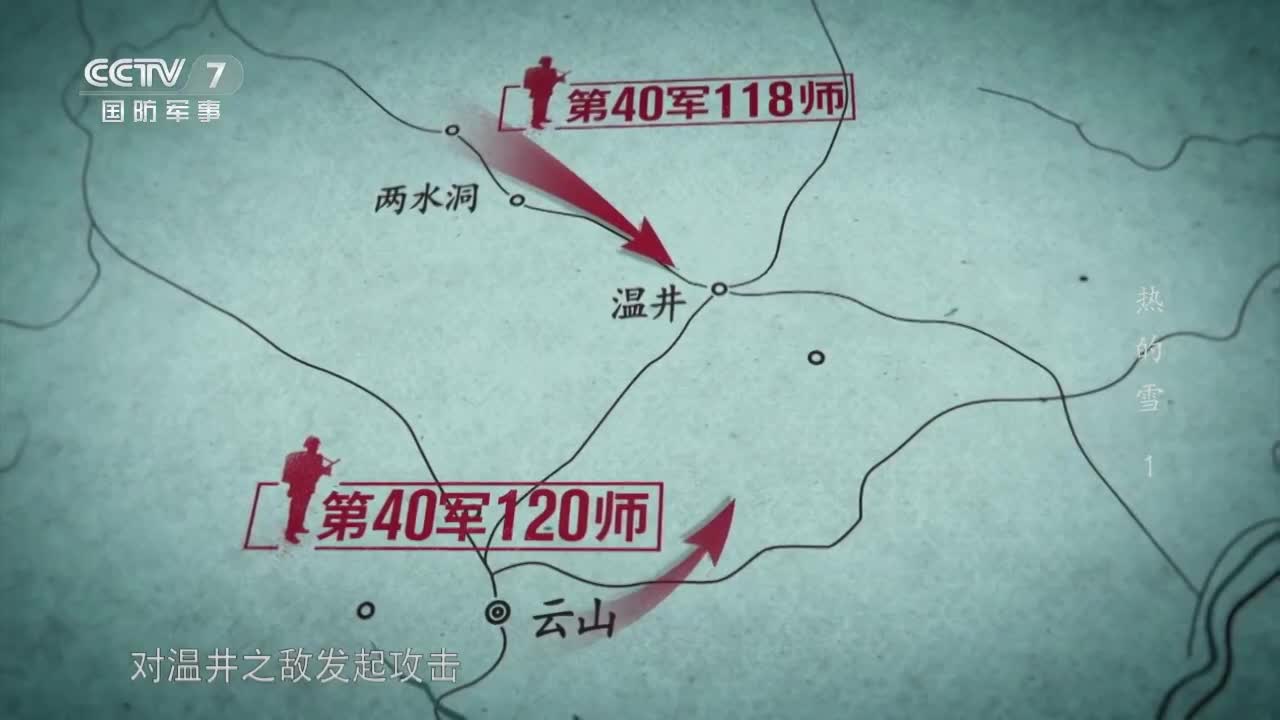 CCTV 7
国防军事
第40军118师
两水洞
温井
热的雪 1
第40军120师
云山
对温井之敌发起攻击